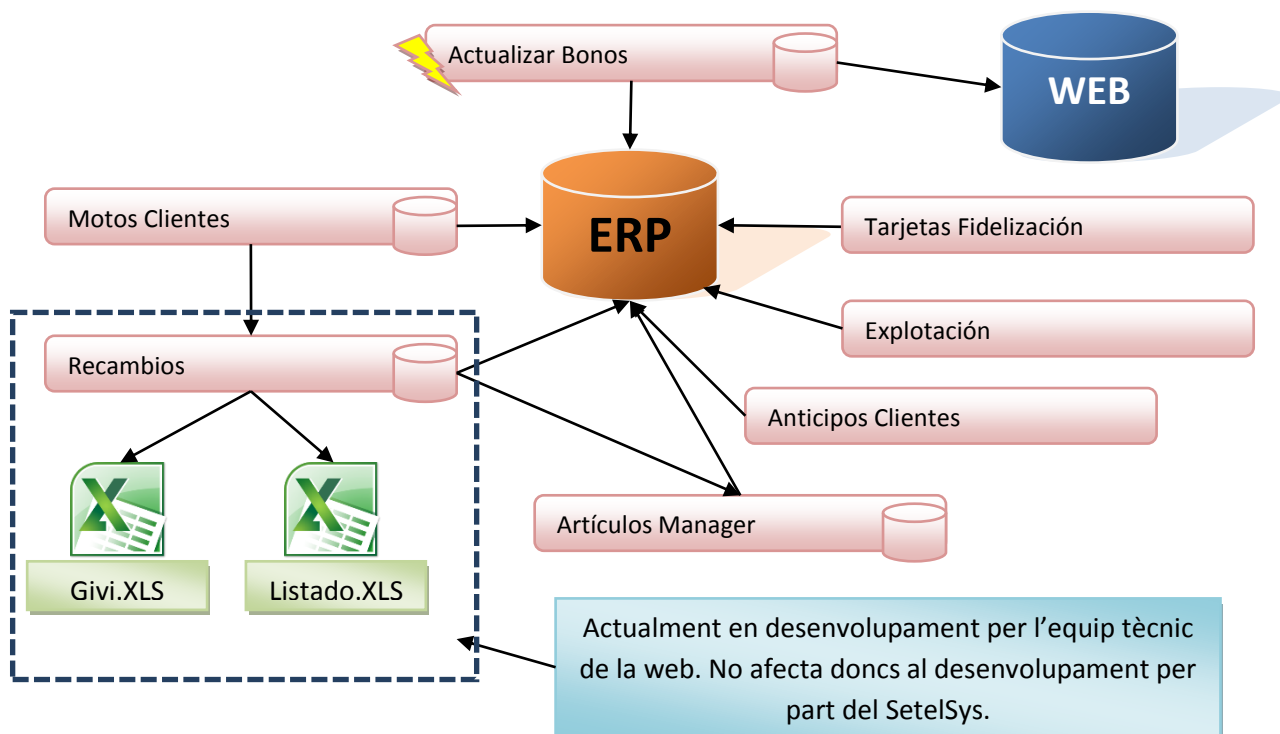 Actualizar Bonos
WEB
Motos Clientes
ERP
Tarjetas Fidelización
Explotación
Recambios
Anticipos Clientes
Artículos Manager
Givi.XLS
Listado.XLS
Actualment en desenvolupament per l’equip tècnic
de la web. No afecta doncs al desenvolupament per
part del SetelSys.